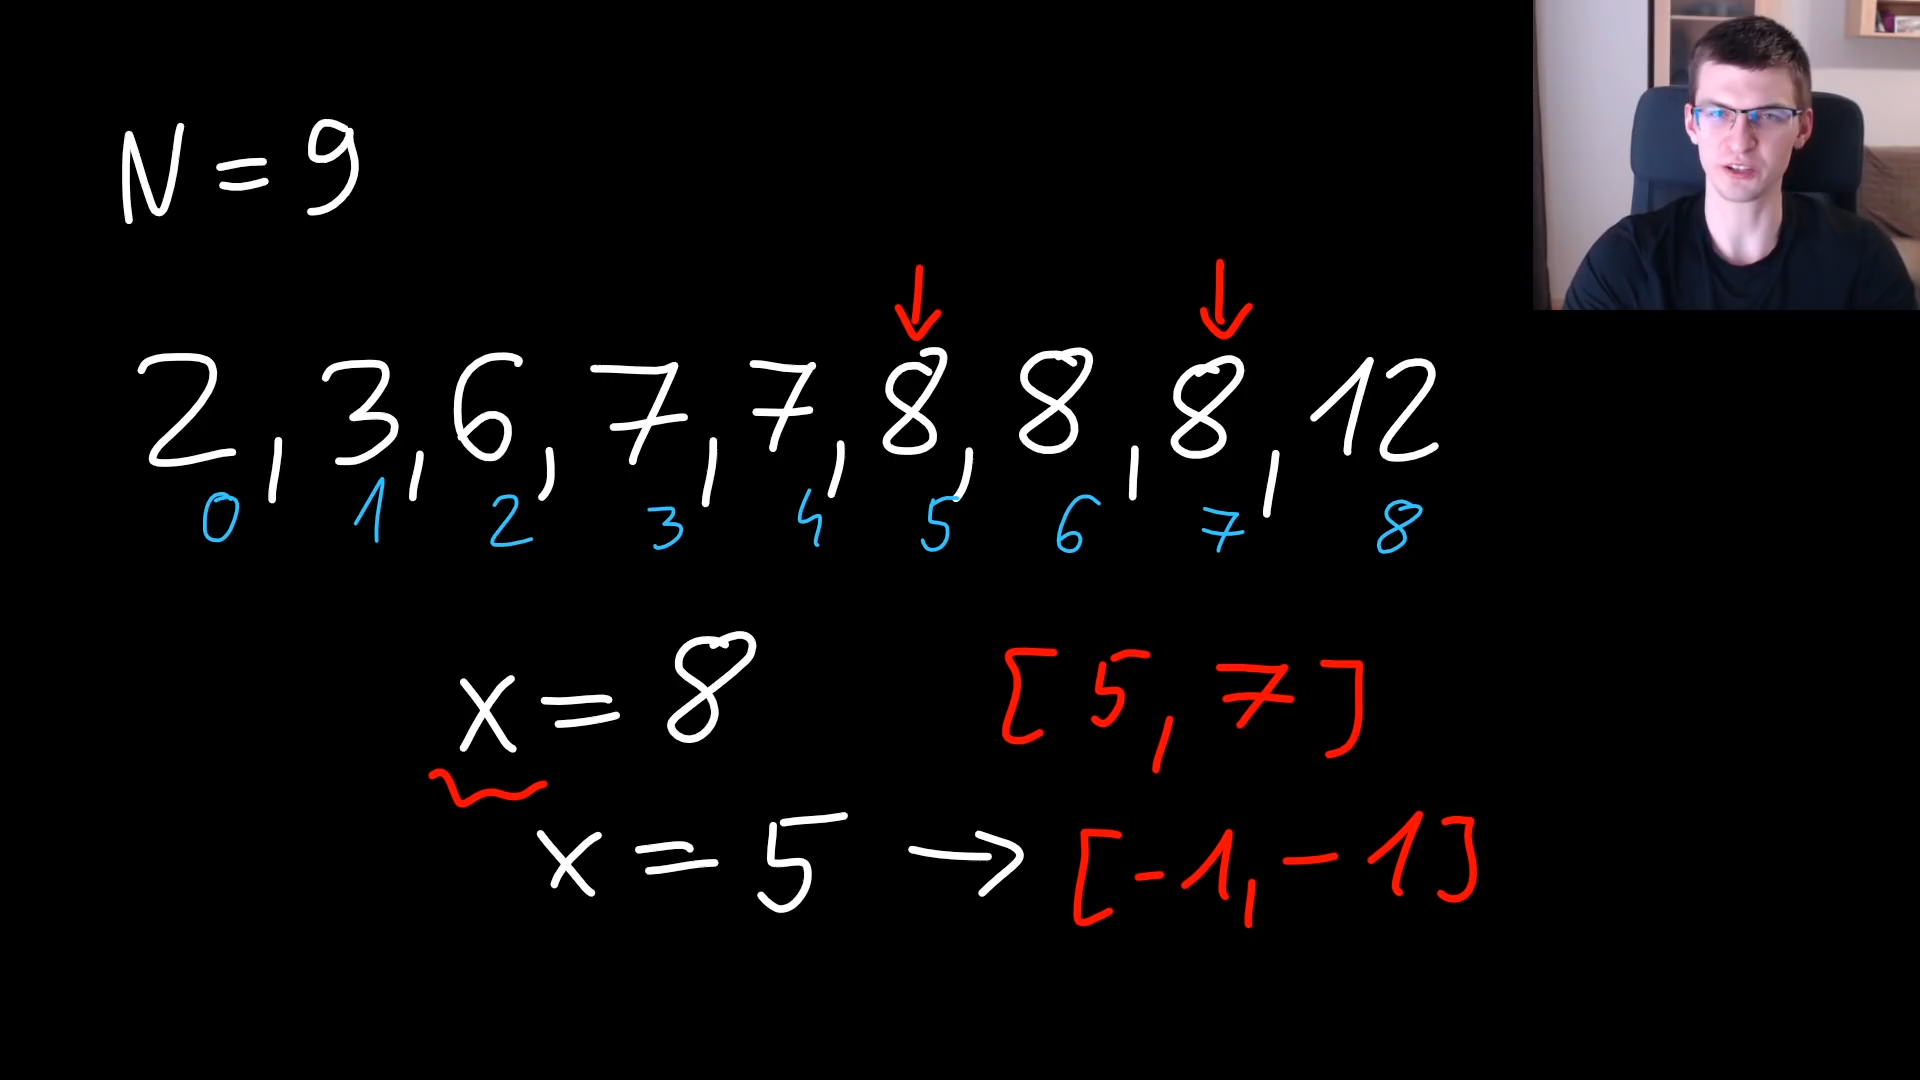 N = 9
2, 3, 6, 7, 7, 8, 8, 8, 12
0 1 2 3 4 5 6 7 8
x = 8 [5, 7]
x = 5 → [-1, -1]